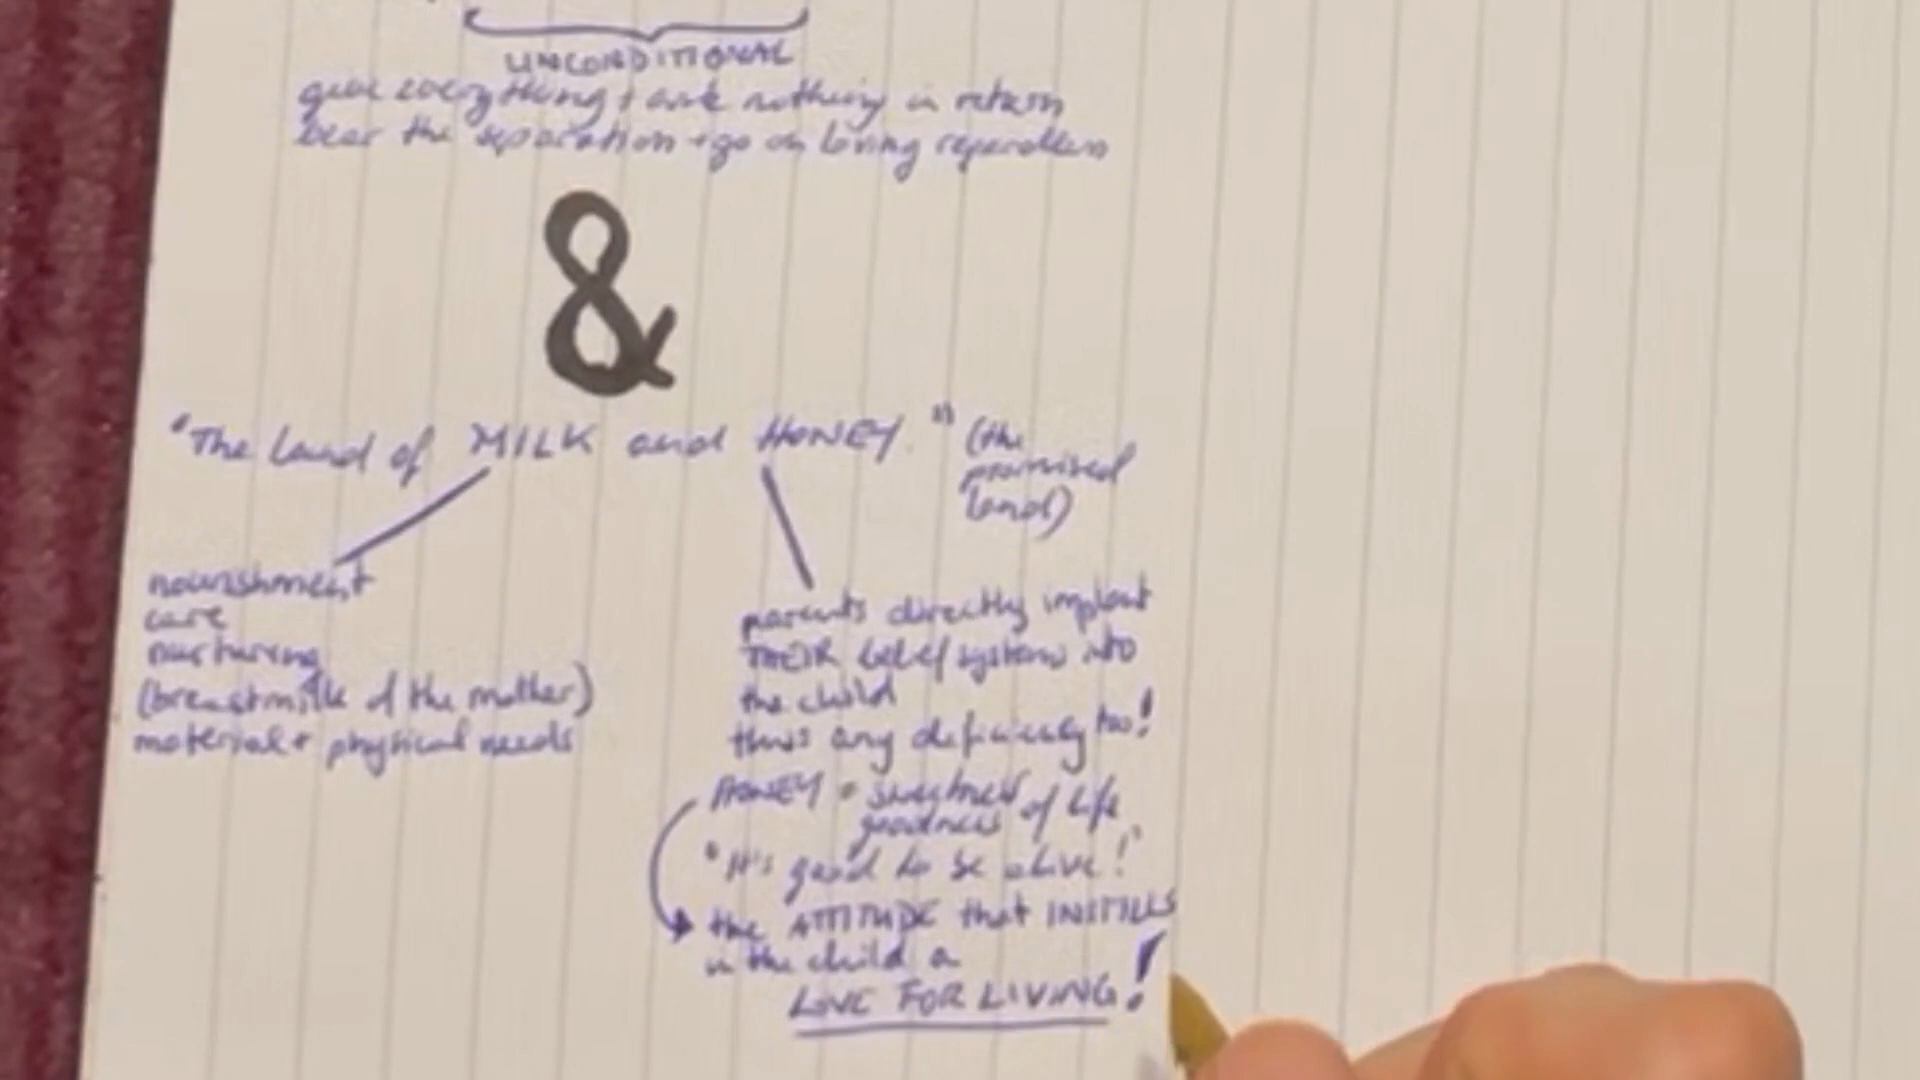 UNCONDITIONAL
give everything + ask nothing in return
bear the separation + go on loving regardless
&
"The land of MILK and HONEY." (the
promised
land)
nourishment
care
nurturing
(breastmilk of the mother)
material + physical needs
parents directly implant
THEIR belief systems into
the child
thus any deficiency too!
HONEY = sweetness of life
goodness
"It's good to be alive!"
the ATTITUDE that INSTILLS
in the child a
LOVE FOR LIVING!